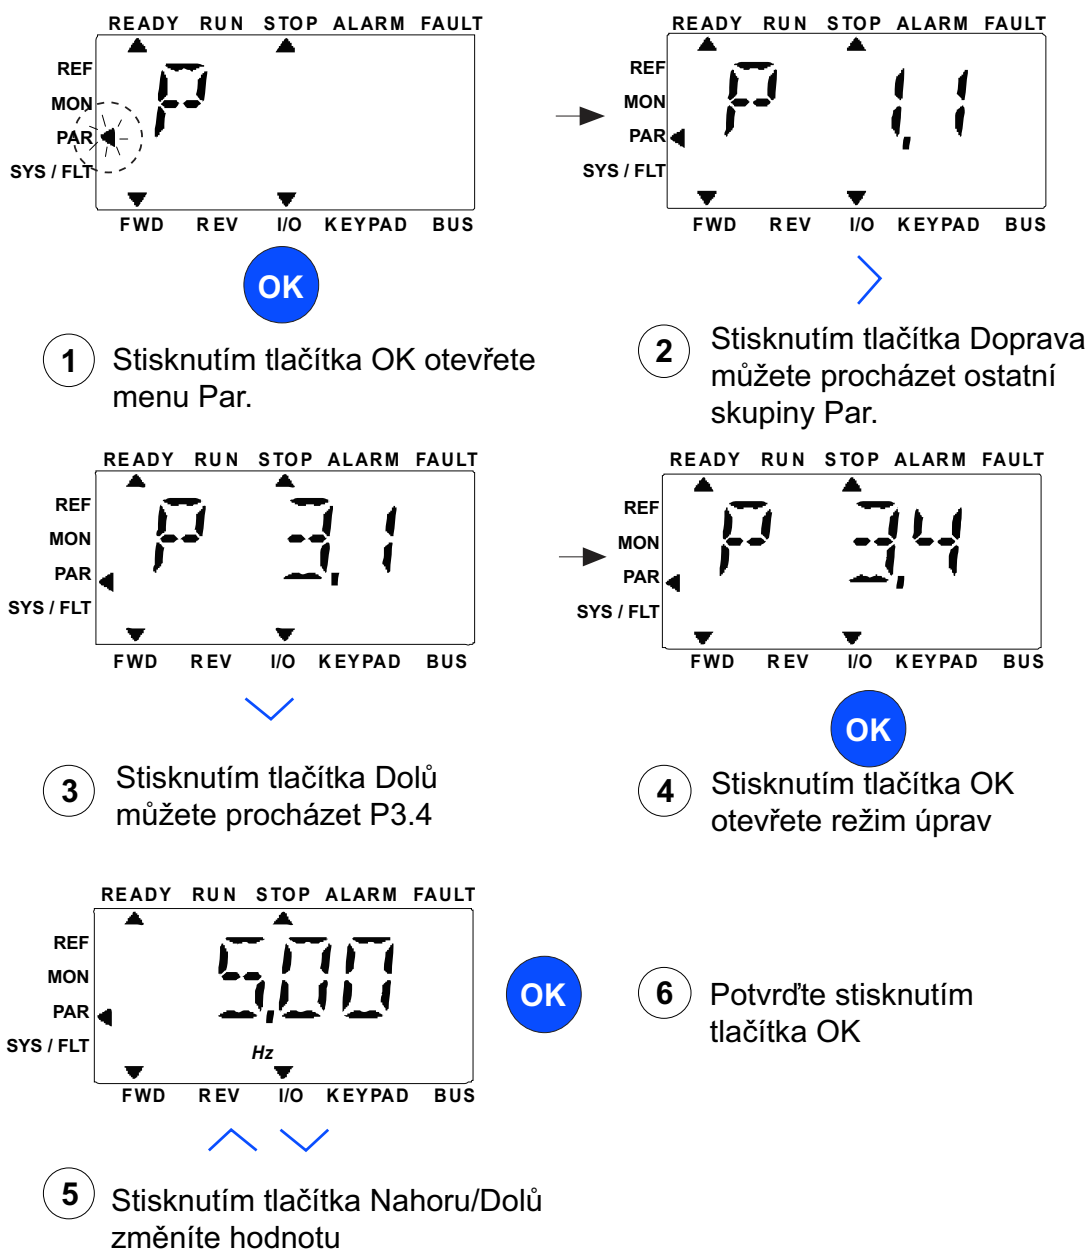 READY RUN STOP ALARM FAULT
REF
MON
PAR
SYS / FLT
P
FWD REV I/O KEYPAD BUS
OK
1 Stisknutím tlačítka OK otevřete
menu Par.
READY RUN STOP ALARM FAULT
REF
MON
PAR
SYS / FLT
P 1.1
FWD REV I/O KEYPAD BUS
2 Stisknutím tlačítka Doprava
můžete procházet ostatní
skupiny Par.
READY RUN STOP ALARM FAULT
REF
MON
PAR
SYS / FLT
P 3.1
FWD REV I/O KEYPAD BUS
3 Stisknutím tlačítka Dolů
můžete procházet P3.4
READY RUN STOP ALARM FAULT
REF
MON
PAR
SYS / FLT
P 3.4
FWD REV I/O KEYPAD BUS
OK
4 Stisknutím tlačítka OK
otevřete režim úprav
READY RUN STOP ALARM FAULT
REF
MON
PAR
SYS / FLT
5.00
Hz
FWD REV I/O KEYPAD BUS
5 Stisknutím tlačítka Nahoru/Dolů
změníte hodnotu
OK
6 Potvrďte stisknutím
tlačítka OK